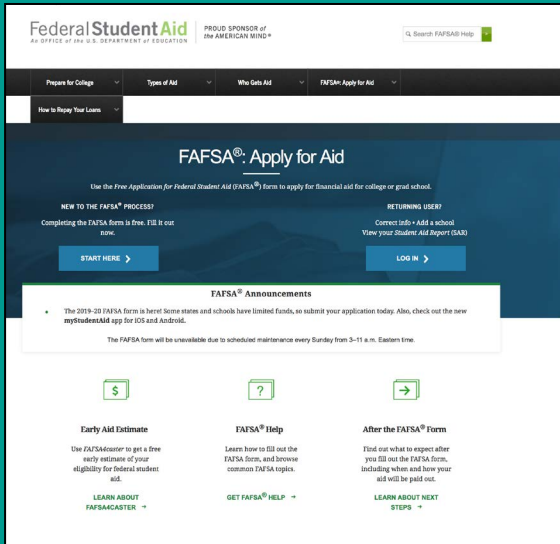 Federal Student Aid
An OFFICE of the U.S. DEPARTMENT of EDUCATION
PROUD SPONSOR of
the AMERICAN MIND®
Search FAFSA® Help
Prepare for College
Types of Aid
Who Gets Aid
FAFSA®: Apply for Aid
How to Repay Your Loans
FAFSA®: Apply for Aid
Use the Free Application for Federal Student Aid (FAFSA®) form to apply for financial aid for college or grad school.
NEW TO THE FAFSA® PROCESS?
Completing the FAFSA form is free. Fill it out
now.
START HERE
RETURNING USER?
Correct info • Add a school
View your Student Aid Report (SAR)
LOG IN
FAFSA® Announcements
The 2019–20 FAFSA form is here! Some states and schools have limited funds, so submit your application today. Also, check out the new
myStudentAid app for iOS and Android.
The FAFSA form will be unavailable due to scheduled maintenance every Sunday from 3–11 a.m. Eastern time.
$
Early Aid Estimate
Use FAFSA4caster to get a free
early estimate of your
eligibility for federal student
aid.
LEARN ABOUT
FAFSA4CASTER →
?
FAFSA® Help
Learn how to fill out the
FAFSA form, and browse
common FAFSA topics.
GET FAFSA® HELP →
After the FAFSA® Form
Find out what to expect after
you fill out the FAFSA form,
including when and how your
aid will be paid out.
LEARN ABOUT NEXT
STEPS →